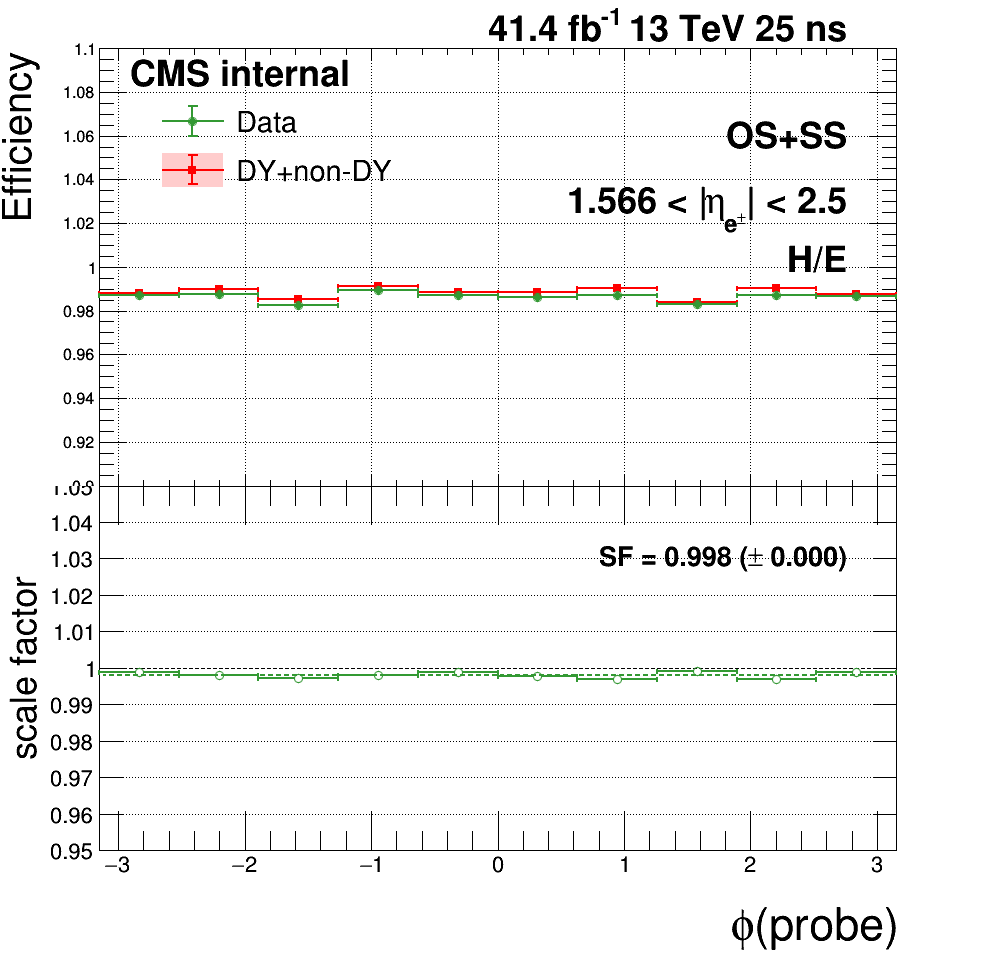 41.4 fb⁻¹ 13 TeV 25 ns
Efficiency
1.1
1.08
1.06
1.04
1.02
1
0.98
0.96
0.94
0.92
CMS internal
Data
DY+non-DY
OS+SS
1.566 < |η_e±| < 2.5
H/E
scale factor
1.04
1.03
1.02
1.01
1
0.99
0.98
0.97
0.96
0.95
SF = 0.998 (± 0.000)
−3 −2 −1 0 1 2 3
ϕ(probe)